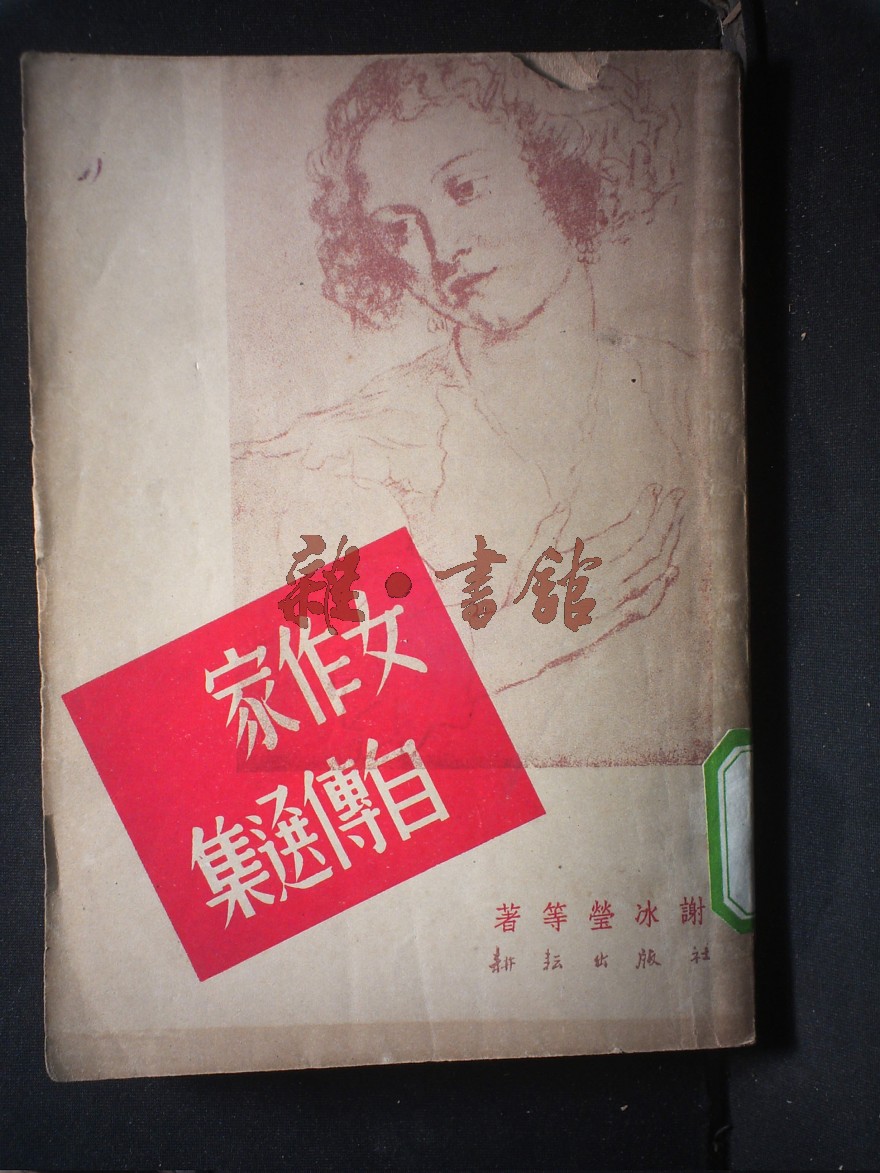 雜·書館
女作家
自傳選集
謝冰瑩等著
耕耘出版社